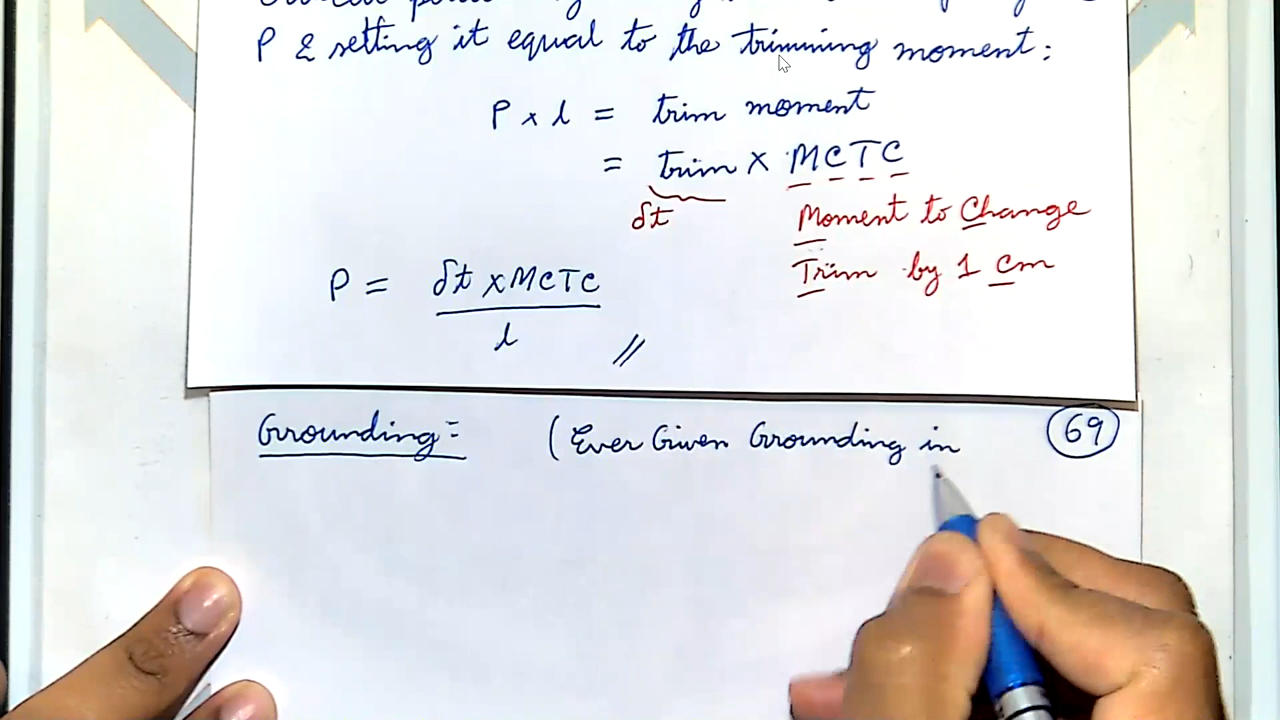 P & setting it equal to the trimming moment:
P x l = trim moment
= trim x MCTC
δt
Moment to Change
Trim by 1 cm
P = δt x MCTC
l
//
Grounding:- (Ever Given Grounding in
69